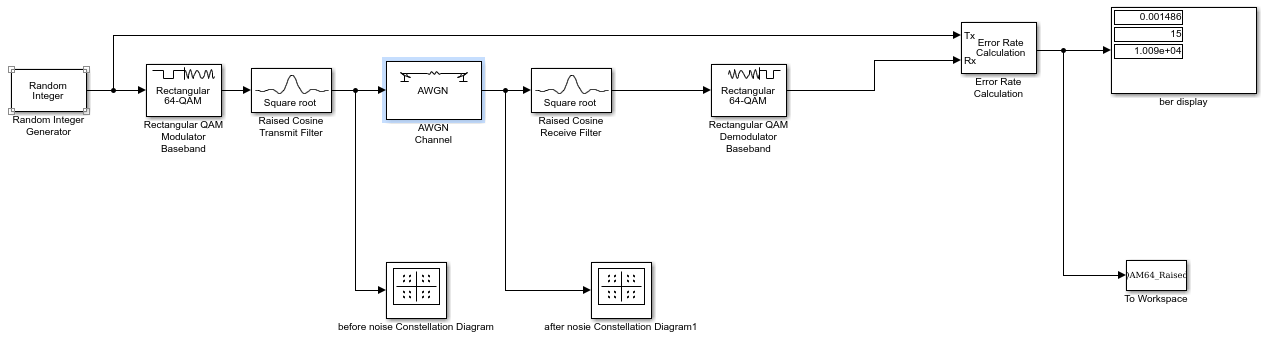 0.001486
15
1.009e+04
Tx
Error Rate
Calculation
Rx
Random
Integer
Rectangular
64-QAM
Square root
AWGN
Square root
Rectangular
64-QAM
Error Rate
Calculation
ber display
Random Integer
Generator
Rectangular QAM
Modulator
Baseband
Raised Cosine
Transmit Filter
AWGN
Channel
Raised Cosine
Receive Filter
Rectangular QAM
Demodulator
Baseband
AM64_Raised
To Workspace
before noise Constellation Diagram
after nosie Constellation Diagram1